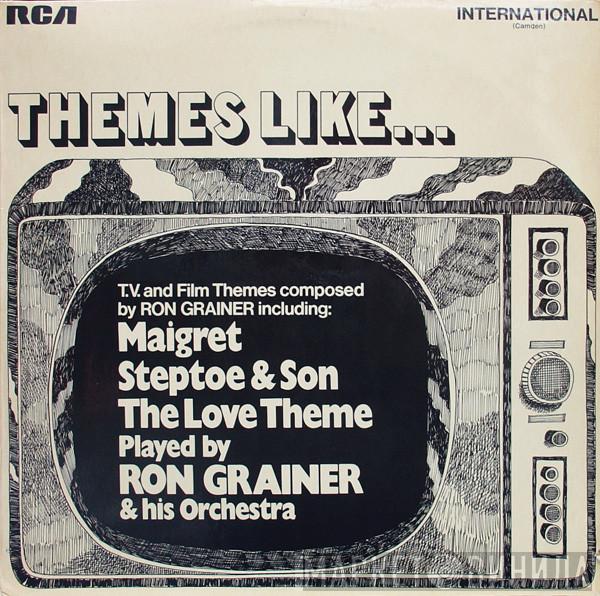 RCA
INTERNATIONAL
(Camden)
THEMES LIKE...
T.V. and Film Themes composed
by RON GRAINER including:
Maigret
Steptoe & Son
The Love Theme
Played by
RON GRAINER
& his Orchestra